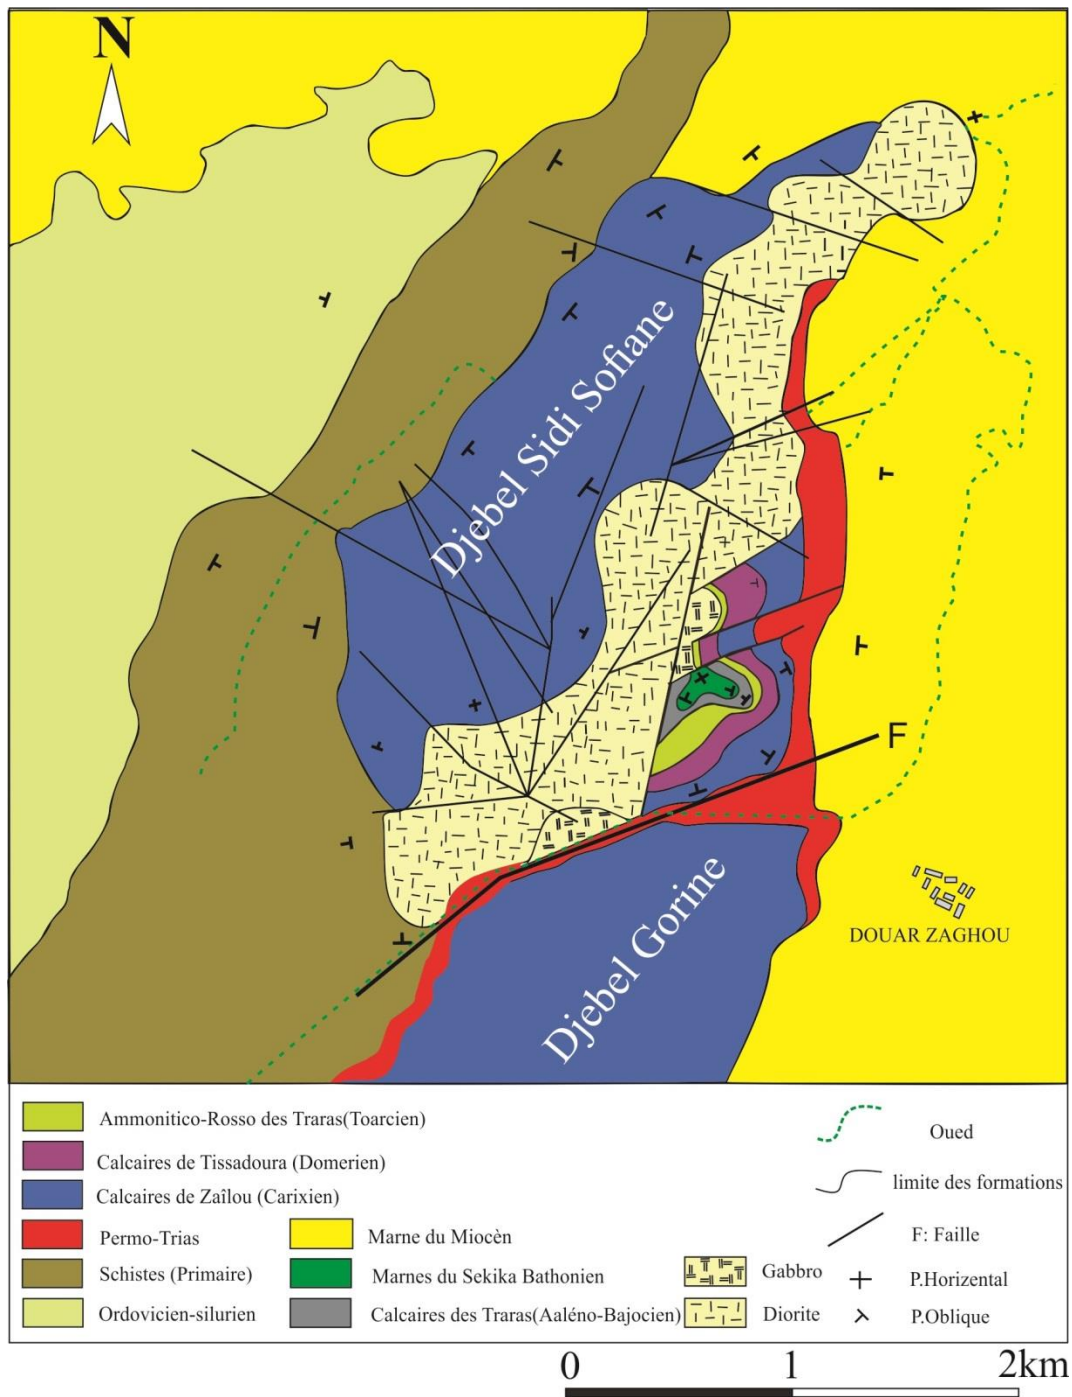 N
Djebel Sidi Sofiane
F
Djebel Gorine
DOUAR ZAGHOU
Ammonitico-Rosso des Traras(Toarcien)
Calcaires de Tissadoura (Domerien)
Calcaires de Zaîlou (Carixien)
Permo-Trias
Schistes (Primaire)
Ordovicien-silurien
Marne du Miocèn
Marnes du Sekika Bathonien
Calcaires des Traras(Aaléno-Bajocien)
Gabbro
Diorite
Oued
limite des formations
F: Faille
P.Horizental
P.Oblique
0 1 2km